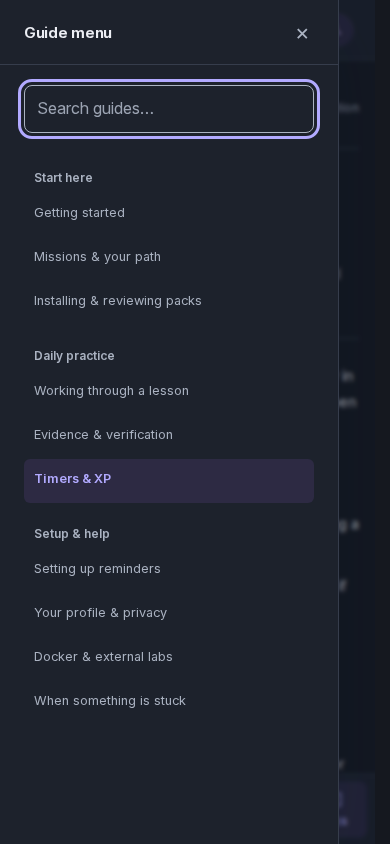 Guide menu ×
Search guides...
Start here
Getting started
Missions & your path
Installing & reviewing packs
Daily practice
Working through a lesson
Evidence & verification
Timers & XP
Setup & help
Setting up reminders
Your profile & privacy
Docker & external labs
When something is stuck